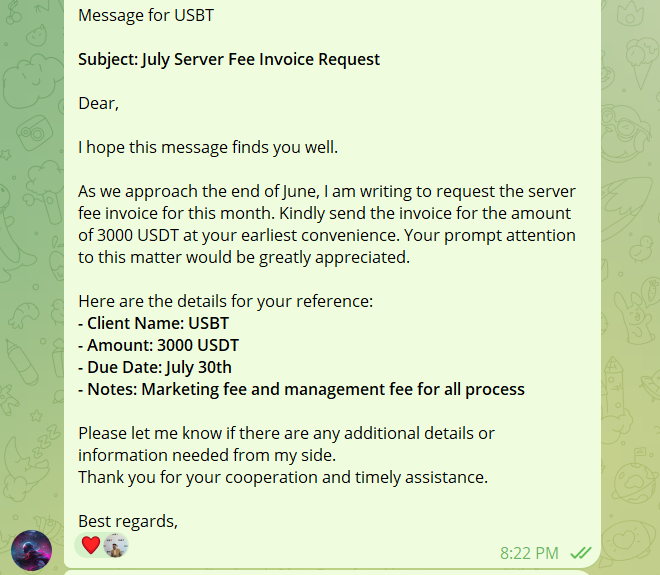 Message for USBT
Subject: July Server Fee Invoice Request
Dear,
I hope this message finds you well.
As we approach the end of June, I am writing to request the server
fee invoice for this month. Kindly send the invoice for the amount
of 3000 USDT at your earliest convenience. Your prompt attention
to this matter would be greatly appreciated.
Here are the details for your reference:
- Client Name: USBT
- Amount: 3000 USDT
- Due Date: July 30th
- Notes: Marketing fee and management fee for all process
Please let me know if there are any additional details or
information needed from my side.
Thank you for your cooperation and timely assistance.
Best regards,
8:22 PM